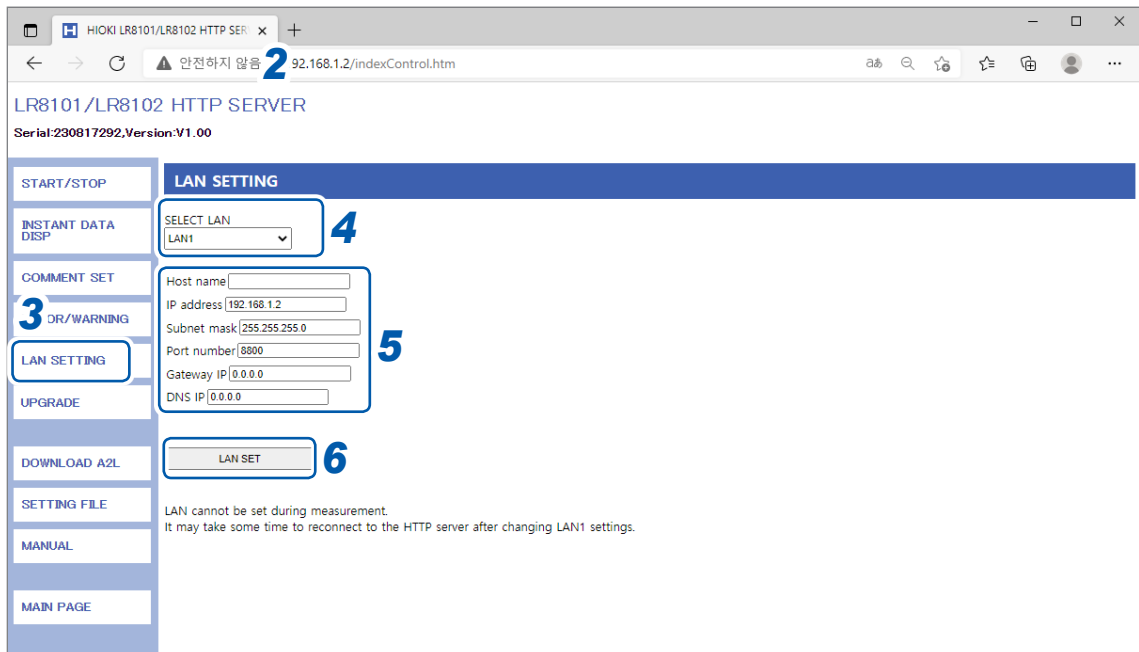 HIOKI LR8101/LR8102 HTTP SER
안전하지 않음 2 92.168.1.2/indexControl.htm
LR8101/LR8102 HTTP SERVER
Serial:230817292,Version:V1.00
START/STOP
INSTANT DATA
DISP
COMMENT SET
3 OR/WARNING
LAN SETTING
UPGRADE
DOWNLOAD A2L
SETTING FILE
MANUAL
MAIN PAGE
LAN SETTING
SELECT LAN
LAN1
4
Host name
IP address 192.168.1.2
Subnet mask 255.255.255.0
Port number 8800
Gateway IP 0.0.0.0
DNS IP 0.0.0.0
5
LAN SET
6
LAN cannot be set during measurement.
It may take some time to reconnect to the HTTP server after changing LAN1 settings.